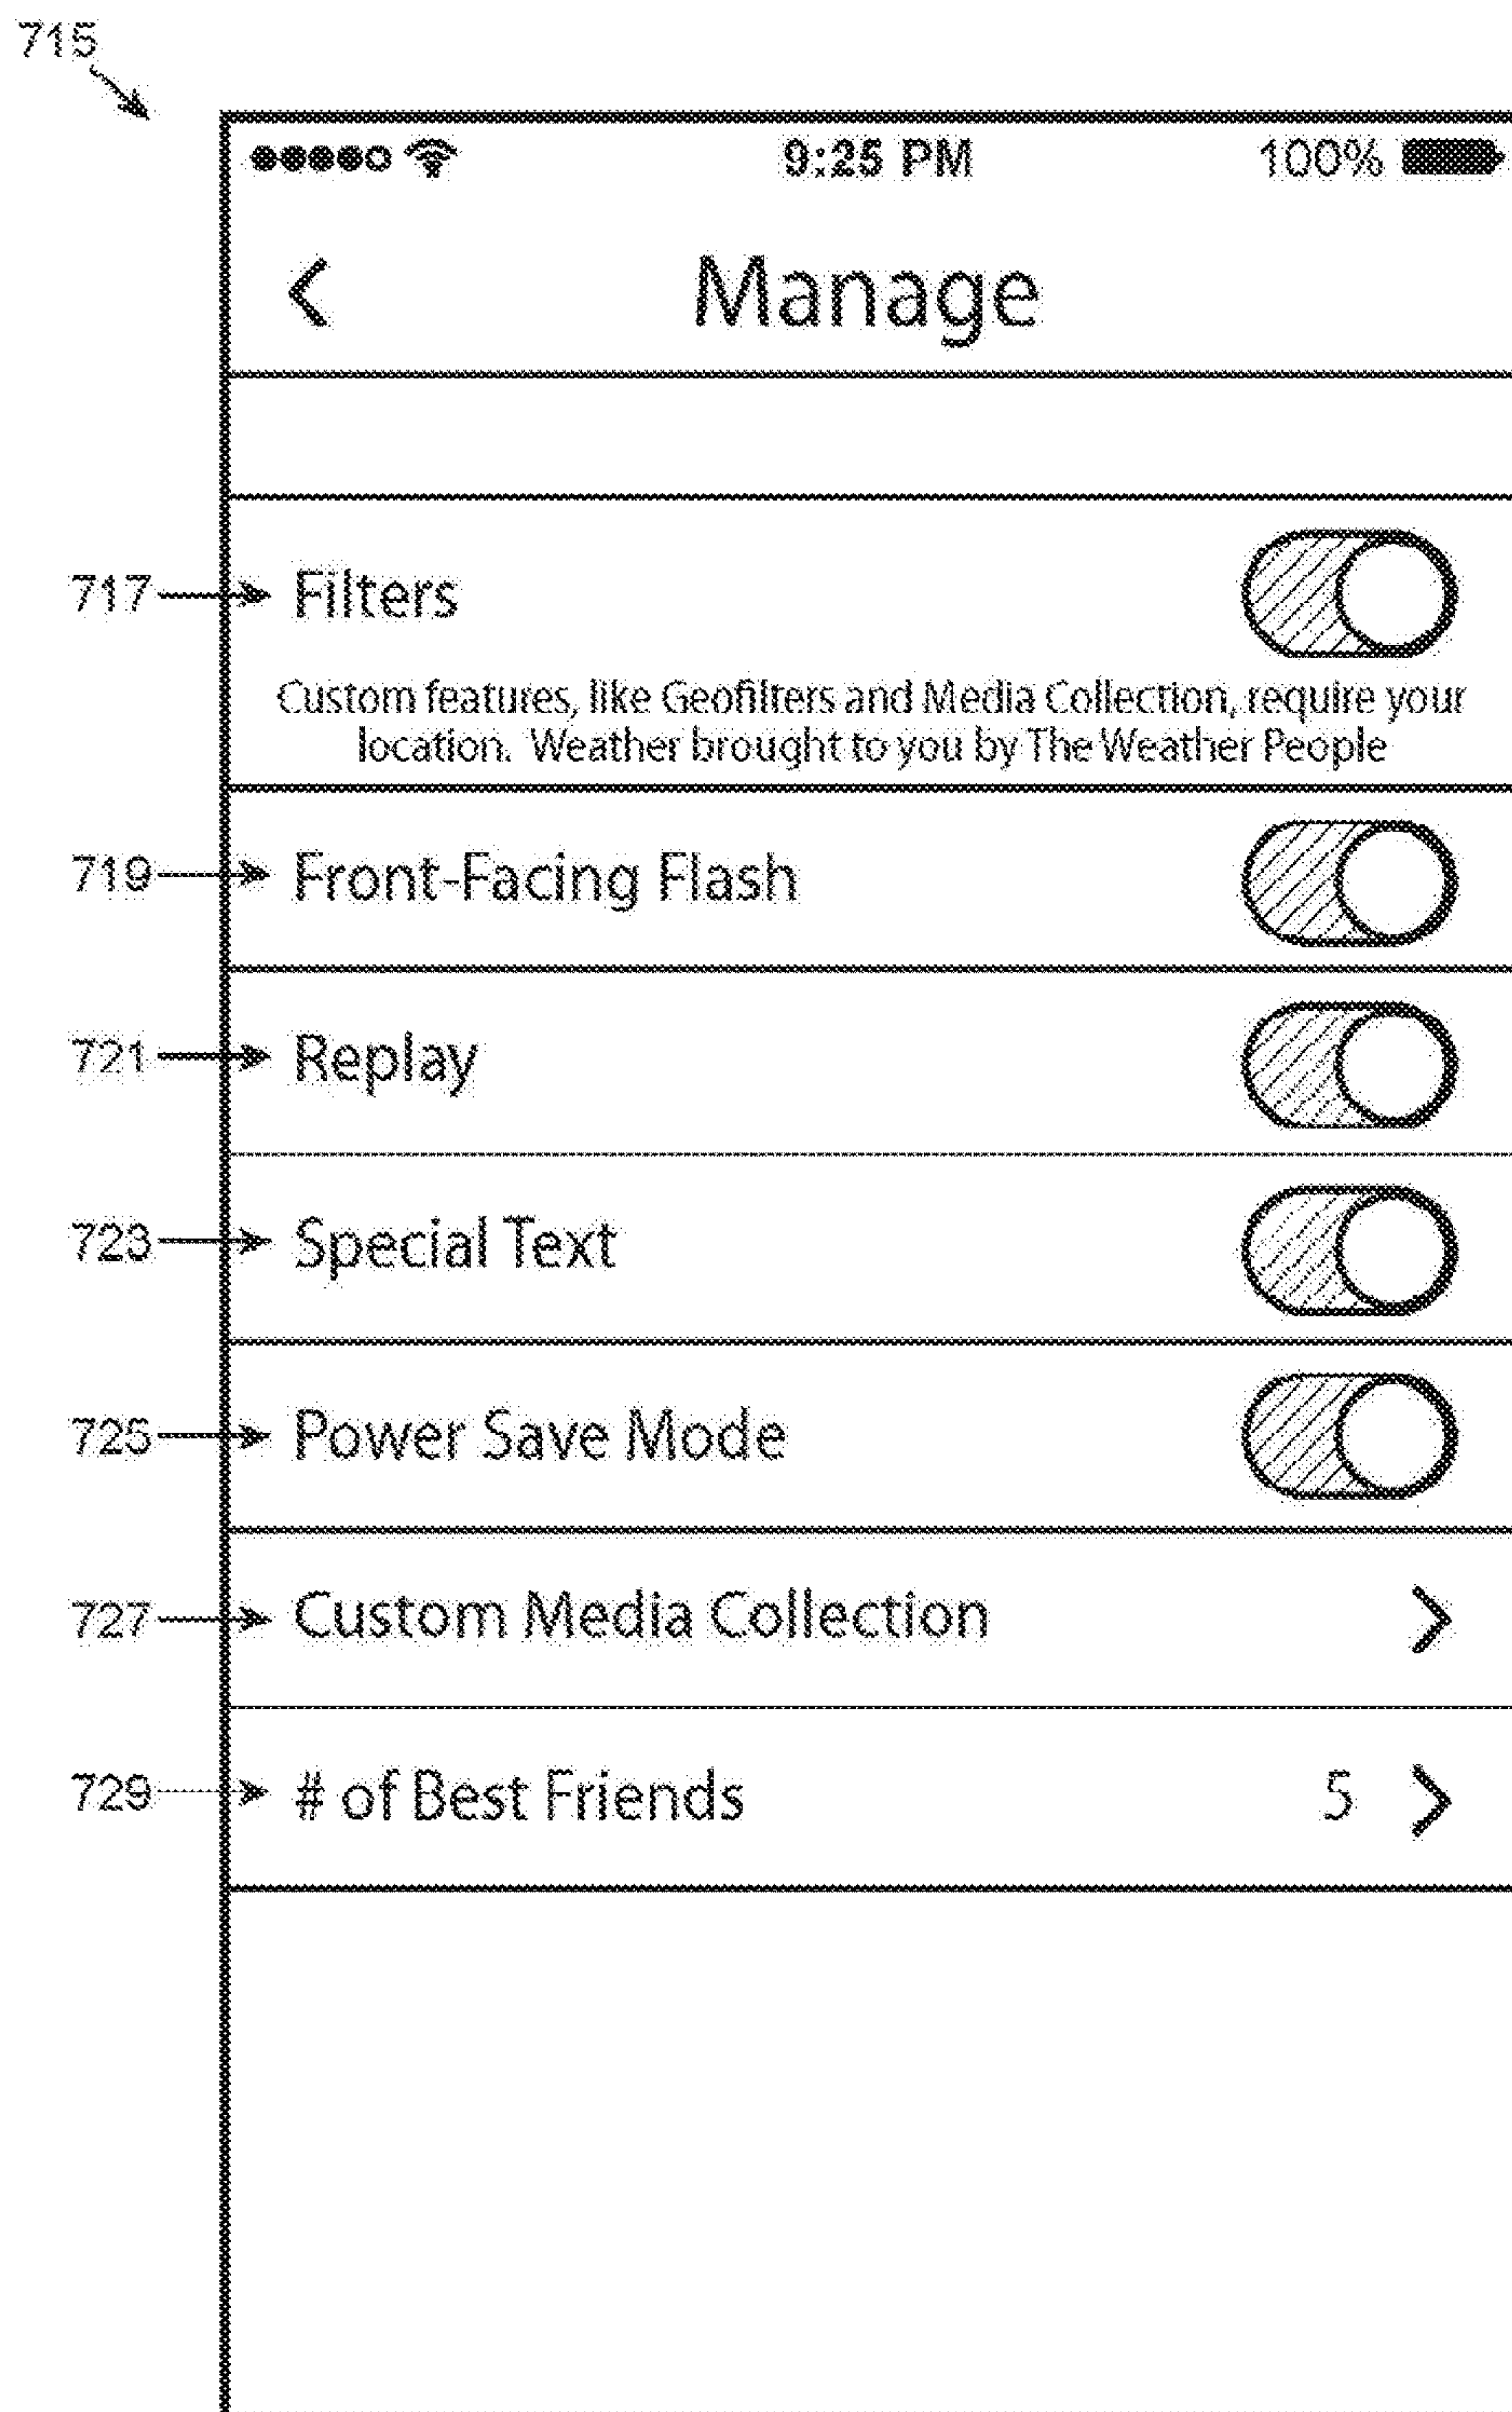 715
9:25 PM 100%
Manage
717 Filters
Custom features, like Geofilters and Media Collection, require your
location. Weather brought to you by The Weather People
719 Front-Facing Flash
721 Replay
723 Special Text
725 Power Save Mode
727 Custom Media Collection
729 # of Best Friends 5